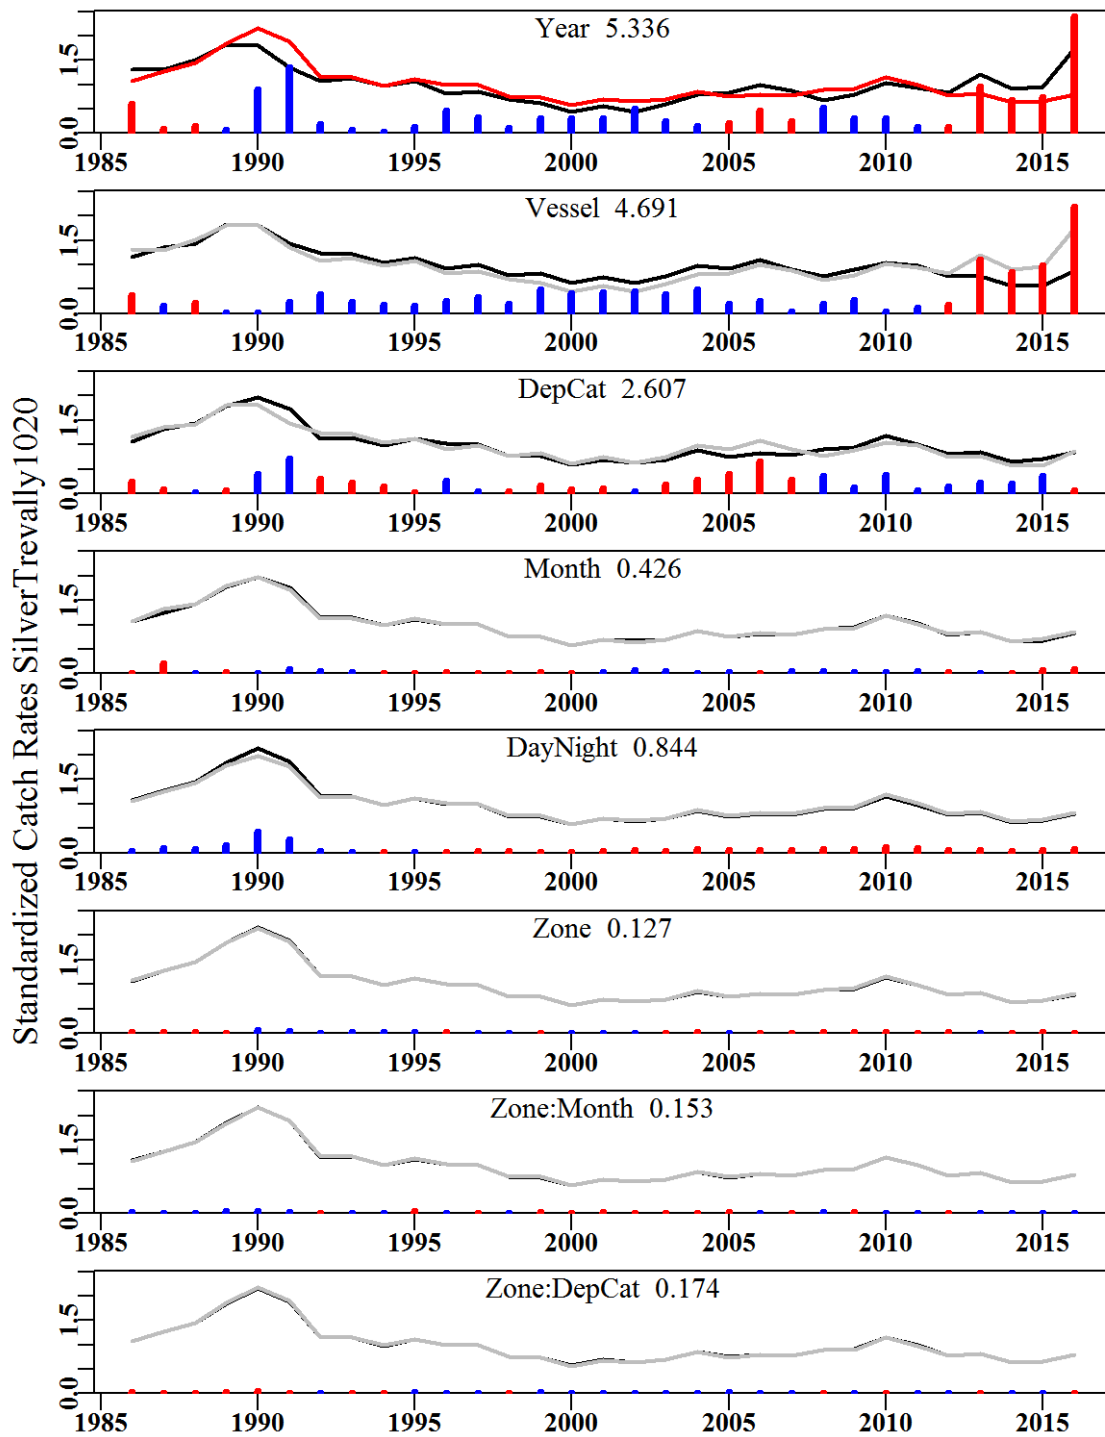 Standardized Catch Rates SilverTrevally1020
Year 5.336
0.0 1.5
1985 1990 1995 2000 2005 2010 2015
Vessel 4.691
0.0 1.5
1985 1990 1995 2000 2005 2010 2015
DepCat 2.607
0.0 1.5
1985 1990 1995 2000 2005 2010 2015
Month 0.426
0.0 1.5
1985 1990 1995 2000 2005 2010 2015
DayNight 0.844
0.0 1.5
1985 1990 1995 2000 2005 2010 2015
Zone 0.127
0.0 1.5
1985 1990 1995 2000 2005 2010 2015
Zone:Month 0.153
0.0 1.5
1985 1990 1995 2000 2005 2010 2015
Zone:DepCat 0.174
0.0 1.5
1985 1990 1995 2000 2005 2010 2015